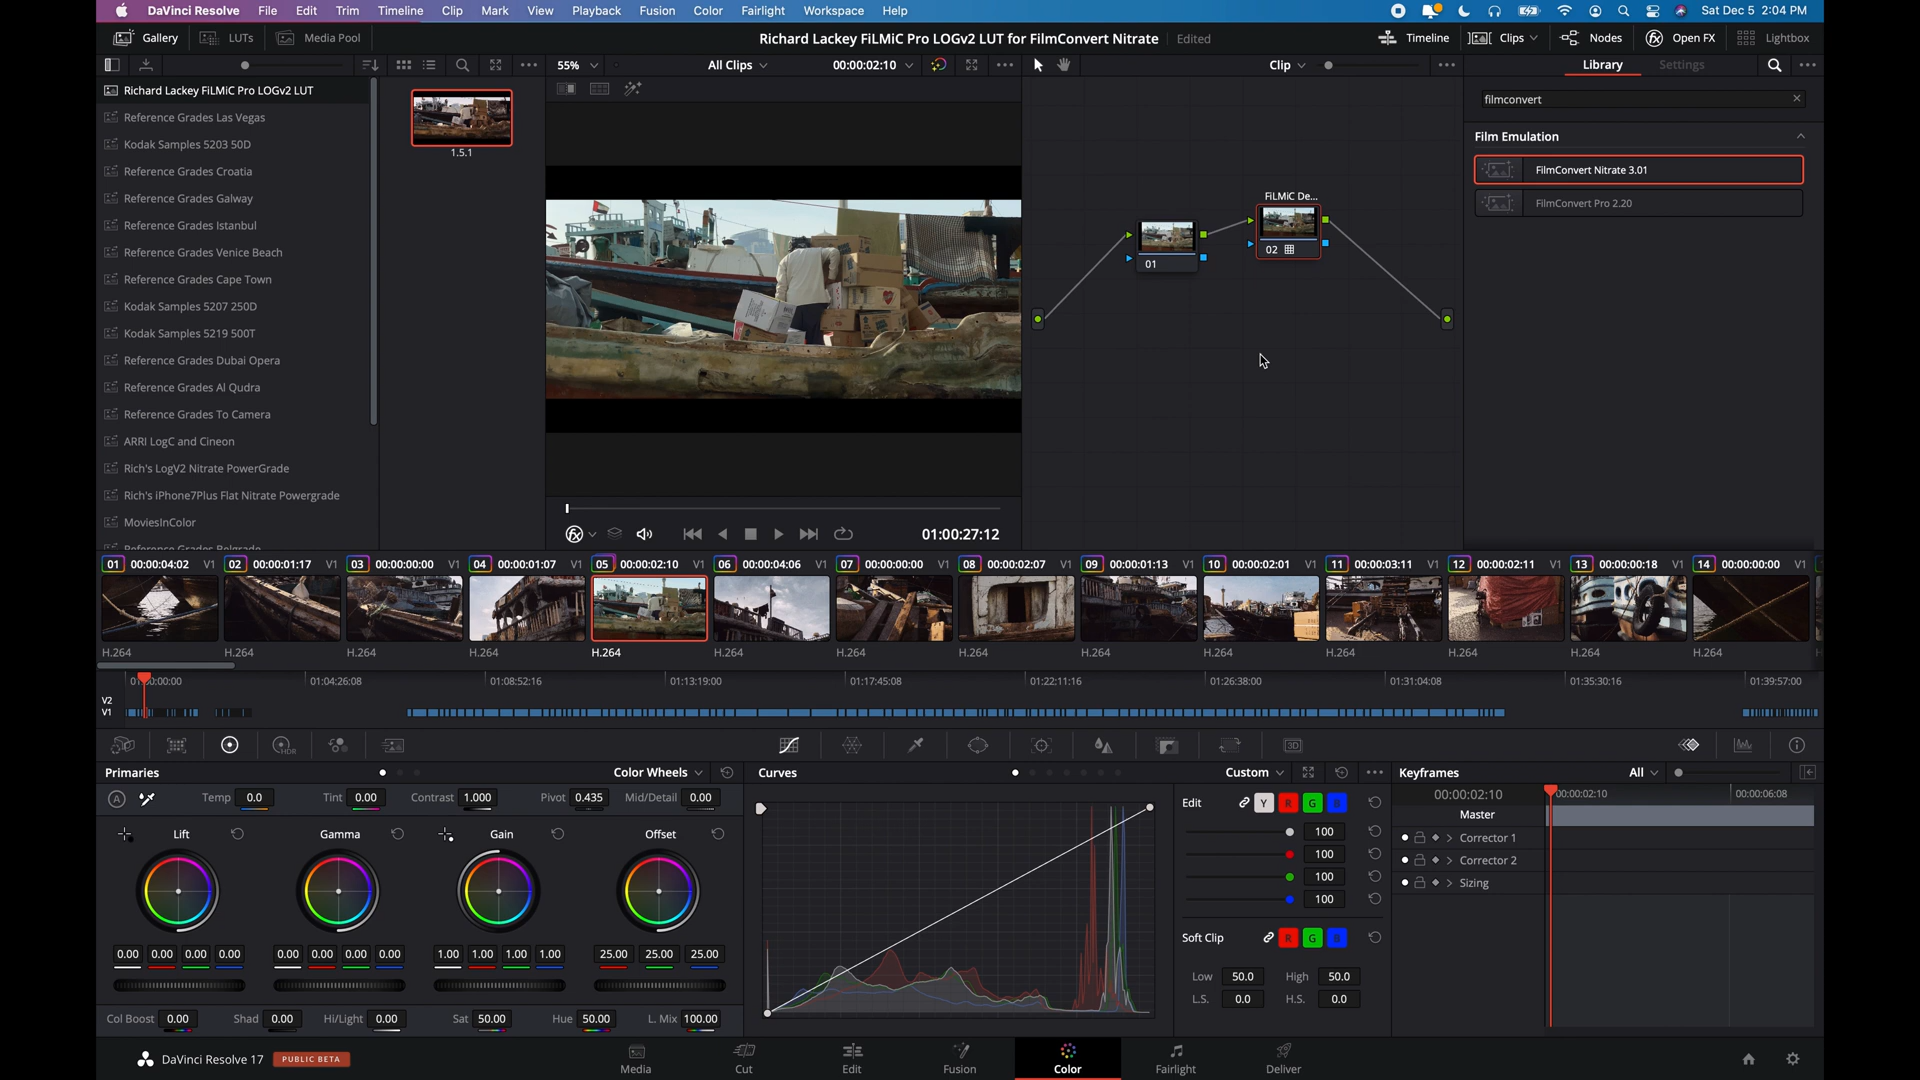 DaVinci Resolve File Edit Trim Timeline Clip Mark View Playback Fusion Color Fairlight Workspace Help Sat Dec 5 2:04 PM
Gallery LUTs Media Pool Richard Lackey FiLMiC Pro LOGv2 LUT for FilmConvert Nitrate Edited Timeline Clips Nodes Open FX Lightbox
55% All Clips 00:00:02:10 Clip Library Settings
Richard Lackey FiLMiC Pro LOGv2 LUT
Reference Grades Las Vegas
Kodak Samples 5203 50D
Reference Grades Croatia
Reference Grades Galway
Reference Grades Istanbul
Reference Grades Venice Beach
Reference Grades Cape Town
Kodak Samples 5207 250D
Kodak Samples 5219 500T
Reference Grades Dubai Opera
Reference Grades Al Qudra
Reference Grades To Camera
ARRI LogC and Cineon
Rich's LogV2 Nitrate PowerGrade
Rich's iPhone7Plus Flat Nitrate Powergrade
MoviesInColor
Reference Grades Belgrade
1.5.1
FiLMiC De...
01
02
filmconvert
Film Emulation
FilmConvert Nitrate 3.01
FilmConvert Pro 2.20
01:00:27:12
01 00:00:04:02 V1 02 00:00:01:17 V1 03 00:00:00:00 V1 04 00:00:01:07 V1 05 00:00:02:10 V1 06 00:00:04:06 V1 07 00:00:00:00 V1 08 00:00:02:07 V1 09 00:00:01:13 V1 10 00:00:02:01 V1 11 00:00:03:11 V1 12 00:00:02:11 V1 13 00:00:00:18 V1 14 00:00:00:00 V1
H.264 H.264 H.264 H.264 H.264 H.264 H.264 H.264 H.264 H.264 H.264 H.264 H.264 H.264
01:00:00:00 01:04:26:08 01:08:52:16 01:13:19:00 01:17:45:08 01:22:11:16 01:26:38:00 01:31:04:08 01:35:30:16 01:39:57:00
V2
V1
HDR 3D
Primaries Color Wheels Curves Custom Keyframes All
A Temp 0.0 Tint 0.00 Contrast 1.000 Pivot 0.435 Mid/Detail 0.00
Lift Gamma Gain Offset
0.00 0.00 0.00 0.00 0.00 0.00 0.00 0.00 1.00 1.00 1.00 1.00 25.00 25.00 25.00
Col Boost 0.00 Shad 0.00 Hi/Light 0.00 Sat 50.00 Hue 50.00 L. Mix 100.00
Edit Y R G B
100
100
100
100
Soft Clip R G B
Low 50.0 High 50.0
L.S. 0.0 H.S. 0.0
00:00:02:10 00:00:02:10 00:00:06:08
Master
Corrector 1
Corrector 2
Sizing
DaVinci Resolve 17 PUBLIC BETA Media Cut Edit Fusion Color Fairlight Deliver